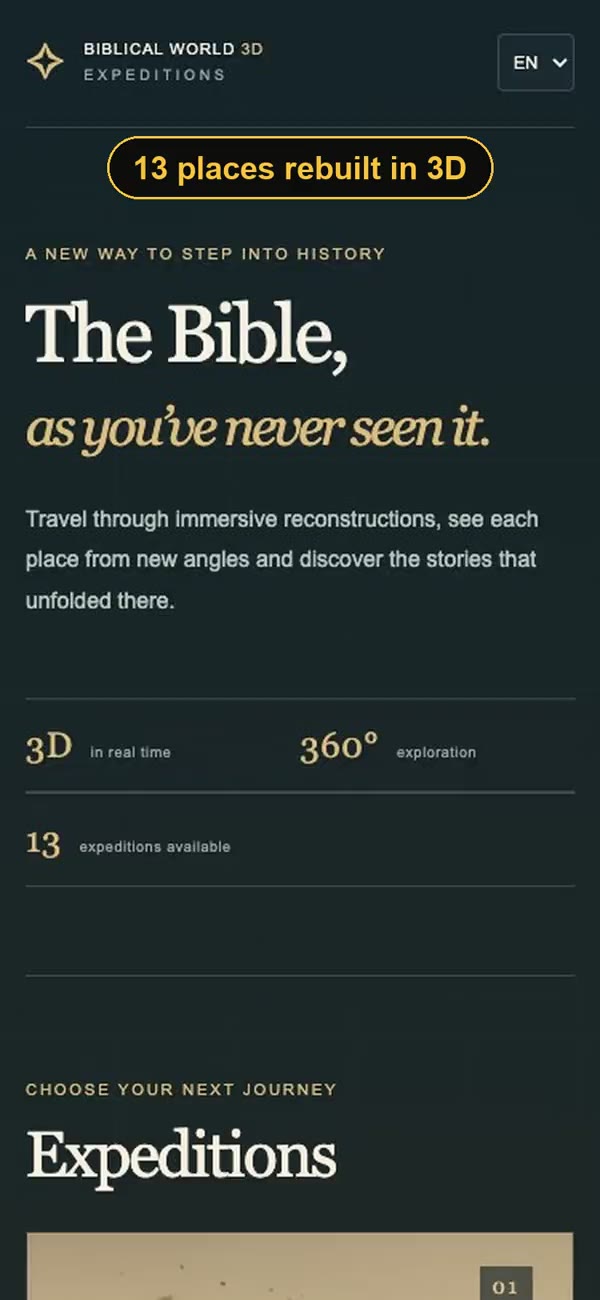 BIBLICAL WORLD 3D
EXPEDITIONS
EN
13 places rebuilt in 3D
A NEW WAY TO STEP INTO HISTORY
The Bible,
as you’ve never seen it.
Travel through immersive reconstructions, see each
place from new angles and discover the stories that
unfolded there.
3D in real time
360° exploration
13 expeditions available
CHOOSE YOUR NEXT JOURNEY
Expeditions
01